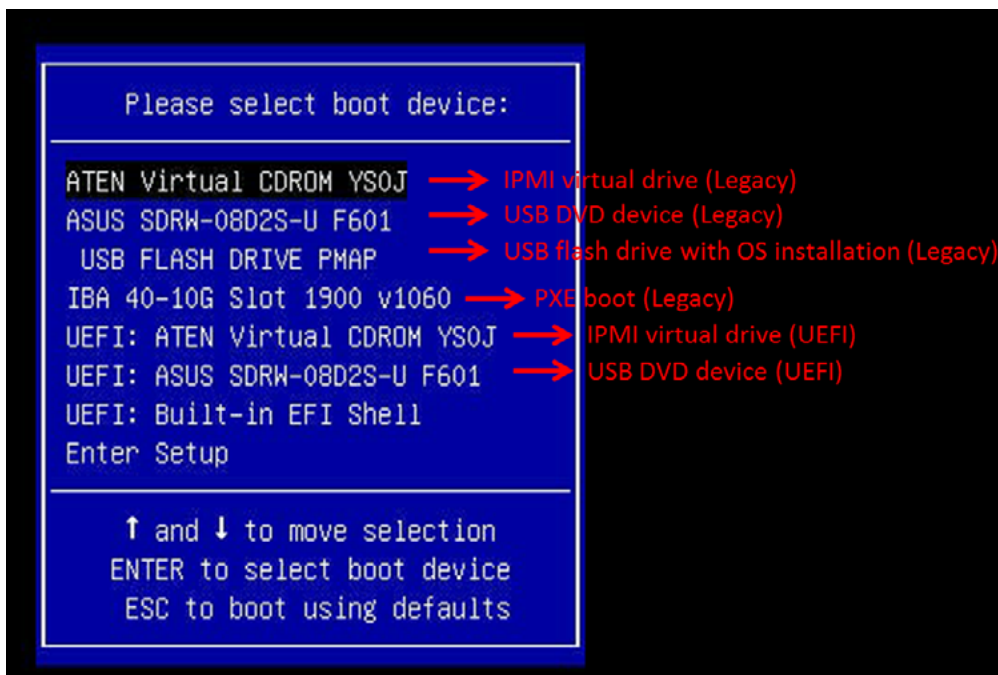 Please select boot device:
ATEN Virtual CDROM YS0J → IPMI virtual drive (Legacy)
ASUS SDRW-08D2S-U F601 → USB DVD device (Legacy)
USB FLASH DRIVE PMAP → USB flash drive with OS installation (Legacy)
IBA 40-10G Slot 1900 v1060 → PXE boot (Legacy)
UEFI: ATEN Virtual CDROM YS0J → IPMI virtual drive (UEFI)
UEFI: ASUS SDRW-08D2S-U F601 → USB DVD device (UEFI)
UEFI: Built-in EFI Shell
Enter Setup
↑ and ↓ to move selection
ENTER to select boot device
ESC to boot using defaults